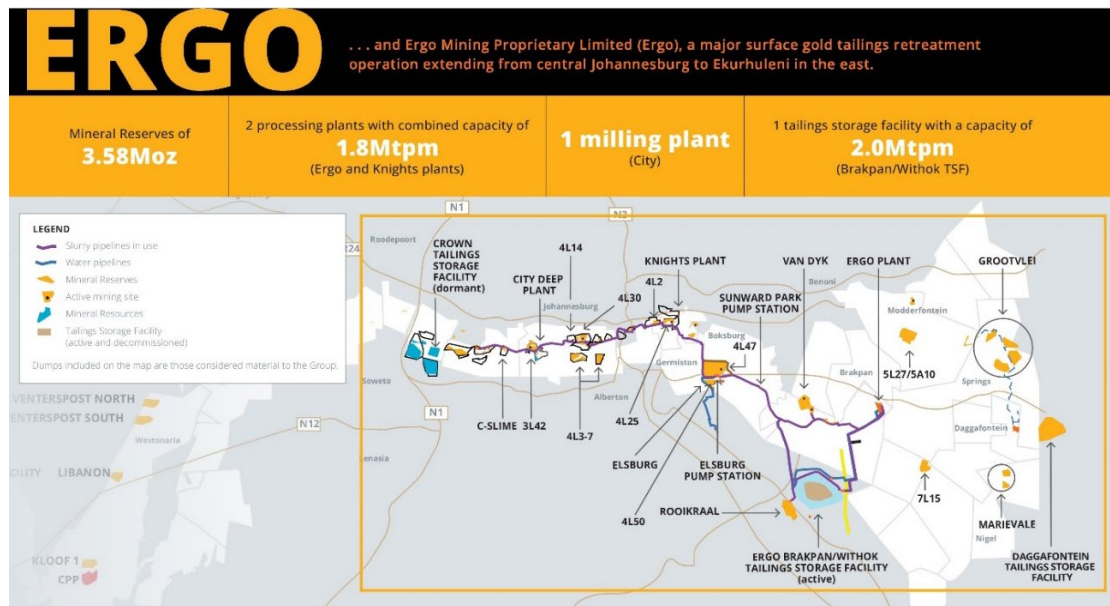 ERGO
. . . and Ergo Mining Proprietary Limited (Ergo), a major surface gold tailings retreatment
operation extending from central Johannesburg to Ekurhuleni in the east.
Mineral Reserves of
3.58Moz
2 processing plants with combined capacity of
1.8Mtpm
(Ergo and Knights plants)
1 milling plant
(City)
1 tailings storage facility with a capacity of
2.0Mtpm
(Brakpan/Withok TSF)
LEGEND
Slurry pipelines in use
Water pipelines
Mineral Reserves
Active mining site
Mineral Resources
Tailings Storage Facility
(active and decommissioned)
Dumps included on the map are those considered material to the Group.
N1
N2
Roodepoort
R24
CROWN
TAILINGS
STORAGE
FACILITY
(dormant)
4L14
CITY DEEP
PLANT
Johannesburg
4L30
KNIGHTS PLANT
4L2
SUNWARD PARK
PUMP STATION
VAN DYK
ERGO PLANT
GROOTVLEI
Benoni
Modderfontein
Boksburg
4L47
Germiston
Brakpan
5L27/5A10
Springs
Soweto
Alberton
N1
C-SLIME
3L42
4L3-7
4L25
Daggafontein
VENTERSPOST NORTH
VENTERSPOST SOUTH
N12
Westonaria
Lenasia
CILITY
LIBANON
ELSBURG
ELSBURG
PUMP STATION
4L50
ROOIKRAAL
7L15
MARIEVALE
Nigel
ERGO BRAKPAN/WITHOK
TAILINGS STORAGE FACILITY
(active)
DAGGAFONTEIN
TAILINGS STORAGE
FACILITY
KLOOF 1
CPP